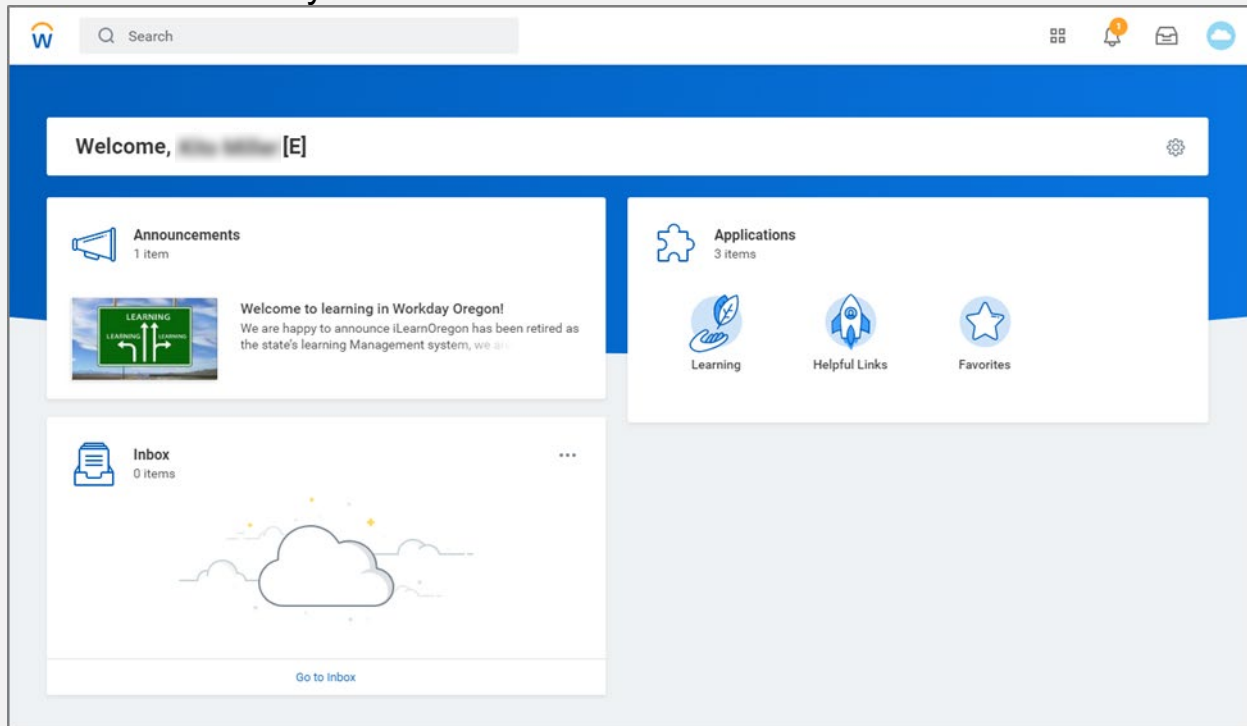 Search
1
Welcome, [E]
Announcements
1 item
LEARNING
LEARNING LEARNING
Welcome to learning in Workday Oregon!
We are happy to announce iLearnOregon has been retired as
the state's learning Management system, we are
Applications
3 items
Learning Helpful Links Favorites
Inbox
0 items
Go to Inbox